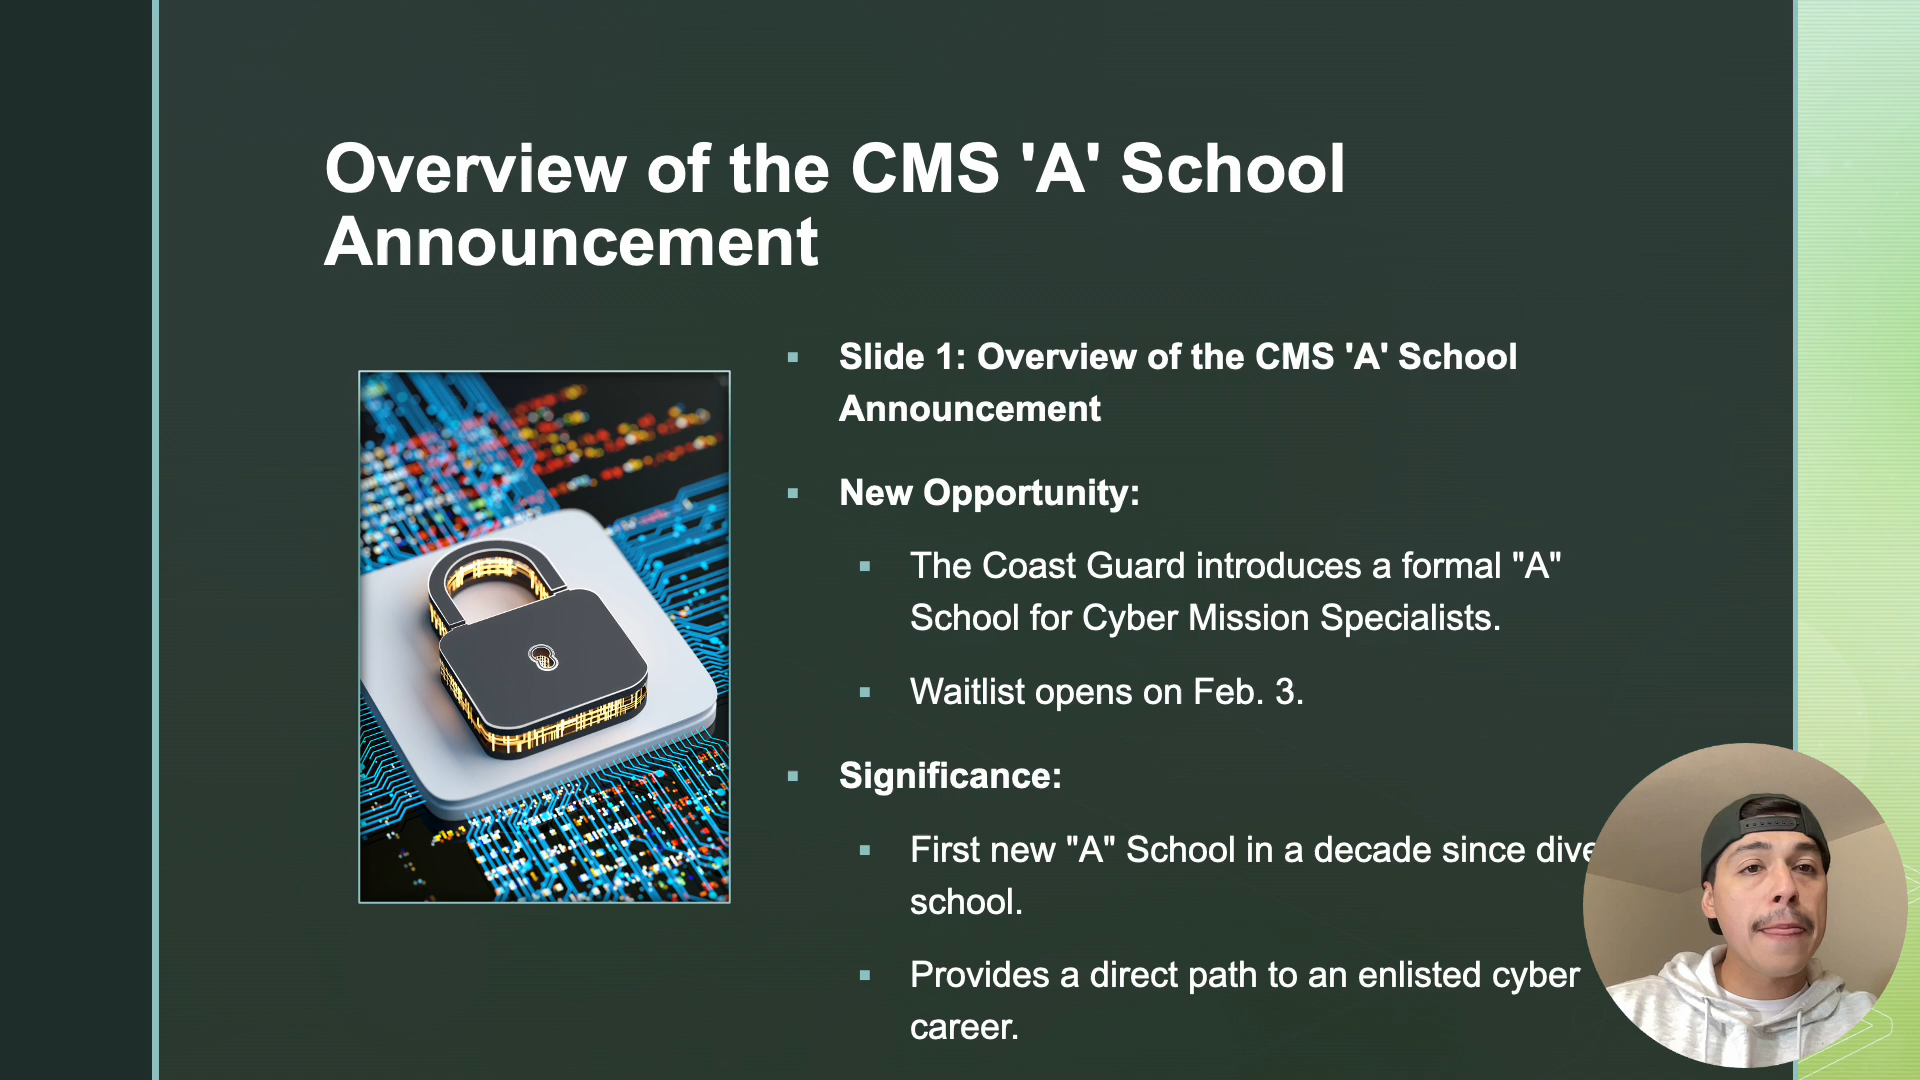 Overview of the CMS 'A' School
Announcement
Slide 1: Overview of the CMS 'A' School
Announcement
New Opportunity:
The Coast Guard introduces a formal "A"
School for Cyber Mission Specialists.
Waitlist opens on Feb. 3.
Significance:
First new "A" School in a decade since dive
school.
Provides a direct path to an enlisted cyber
career.